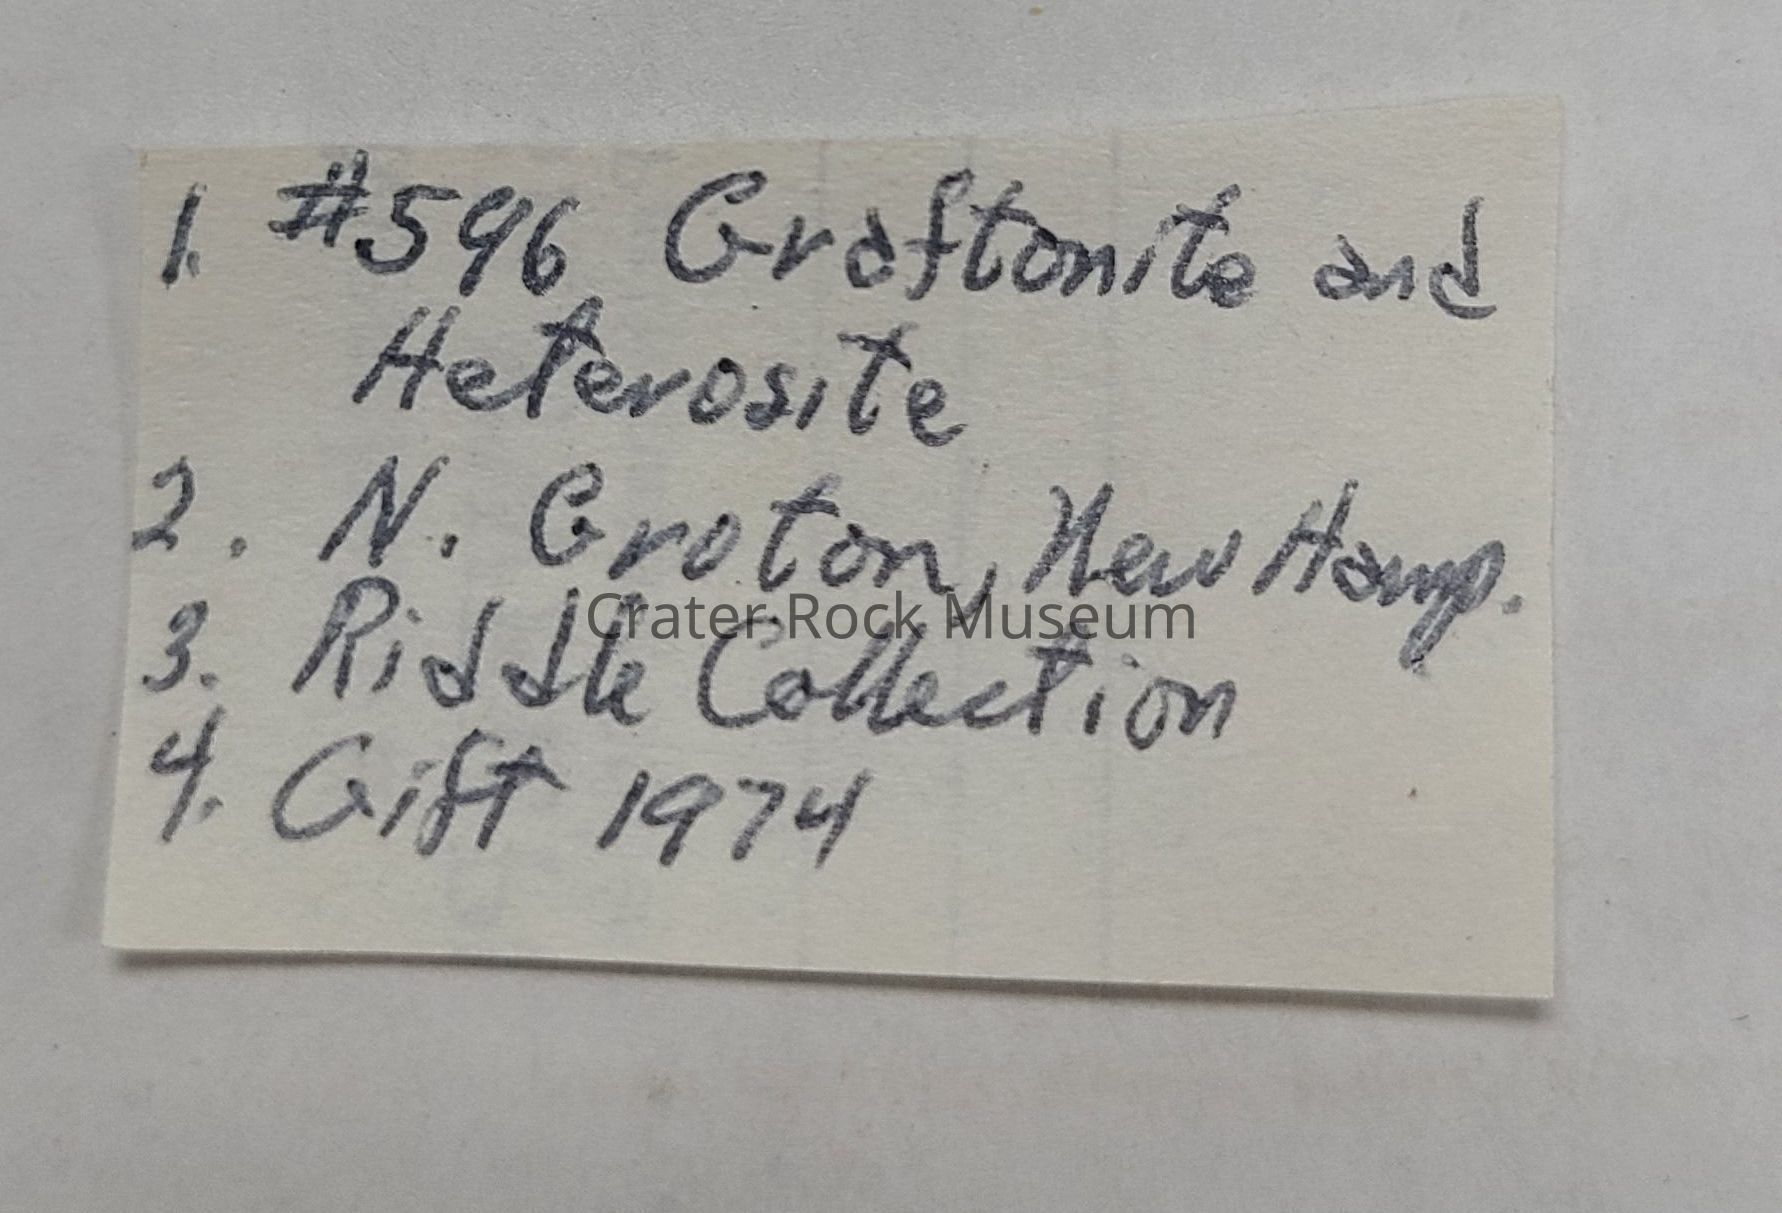 1. #596 Graftonite and
Heterosite
2. N. Groton, New Hamp.
Crater Rock Museum
3. Riddle Collection
4. Gift 1974